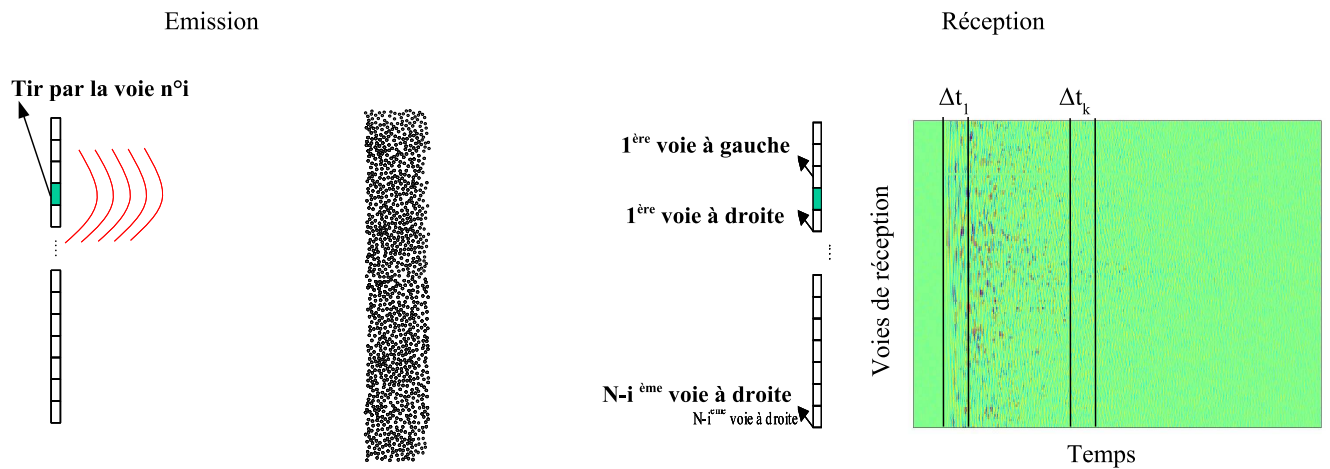 Emission
Réception
Tir par la voie n°i
Δt₁
Δtₖ
1ère voie à gauche
1ère voie à droite
N-i ème voie à droite
N-ième voie à droite
Voies de réception
Temps